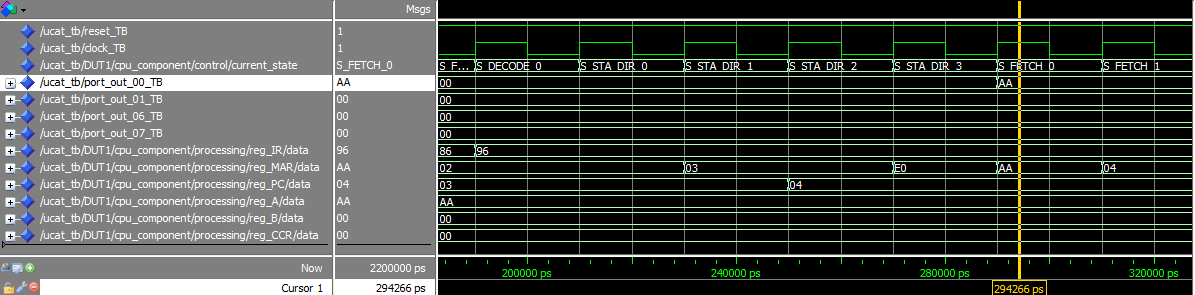 Msgs
/ucat_tb/reset_TB 1
/ucat_tb/clock_TB 1
/ucat_tb/DUT1/cpu_component/control/current_state S_FETCH_0 S_F... S_DECODE_0 S_STA_DIR_0 S_STA_DIR_1 S_STA_DIR_2 S_STA_DIR_3 S_FETCH_0 S_FETCH_1
/ucat_tb/port_out_00_TB AA 00 AA
/ucat_tb/port_out_01_TB 00 00
/ucat_tb/port_out_06_TB 00 00
/ucat_tb/port_out_07_TB 00 00
/ucat_tb/DUT1/cpu_component/processing/reg_IR/data 96 86 96
/ucat_tb/DUT1/cpu_component/processing/reg_MAR/data AA 02 03 E0 AA 04
/ucat_tb/DUT1/cpu_component/processing/reg_PC/data 04 03 04
/ucat_tb/DUT1/cpu_component/processing/reg_A/data AA AA
/ucat_tb/DUT1/cpu_component/processing/reg_B/data 00 00
/ucat_tb/DUT1/cpu_component/processing/reg_CCR/data 00 00
Now 2200000 ps 200000 ps 240000 ps 280000 ps 320000 ps
Cursor 1 294266 ps 294266 ps